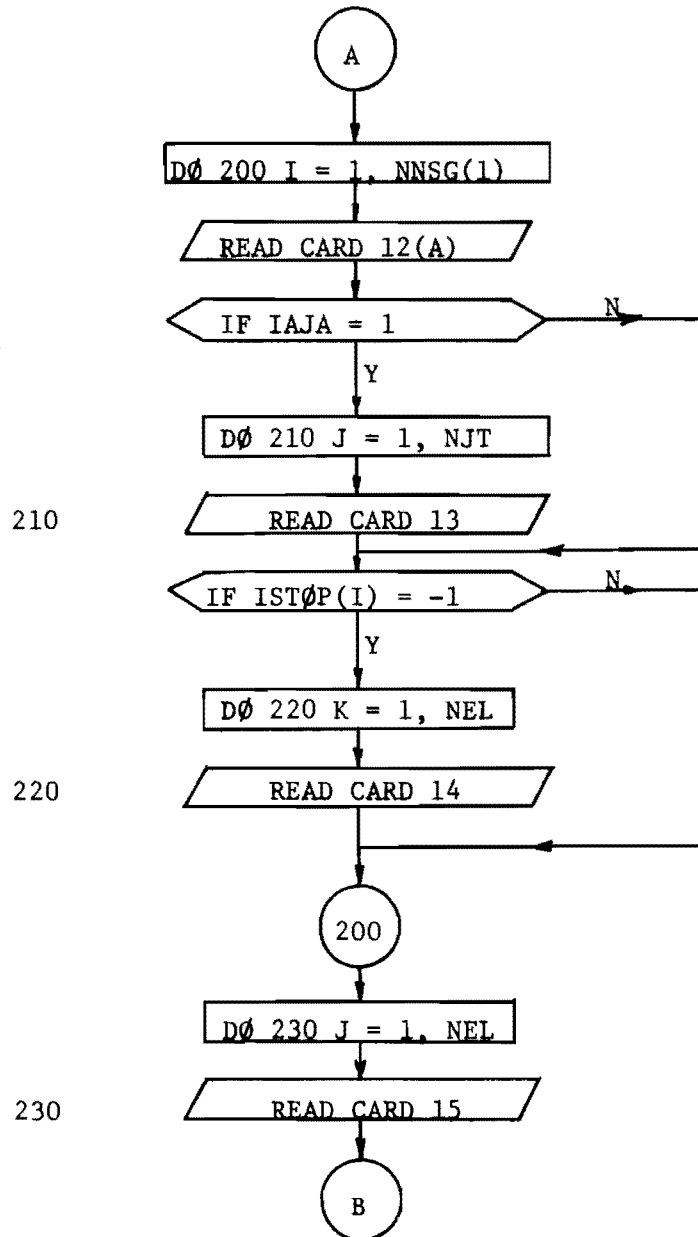 A
DØ 200 I = 1, NNSG(1)
READ CARD 12(A)
IF IAJA = 1
N
Y
DØ 210 J = 1, NJT
210
READ CARD 13
IF ISTØP(I) = -1
N
Y
DØ 220 K = 1, NEL
220
READ CARD 14
200
DØ 230 J = 1, NEL
230
READ CARD 15
B